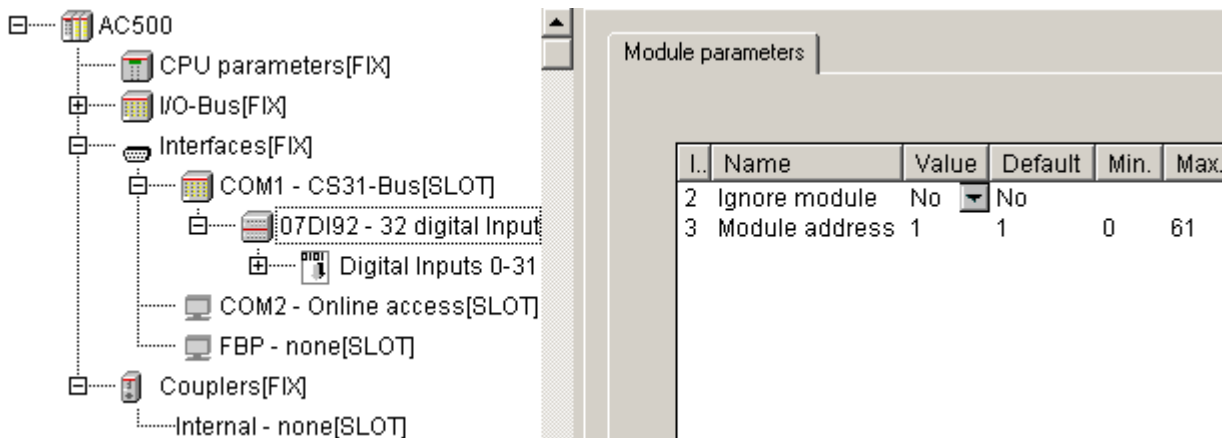 AC500
CPU parameters[FIX]
I/O-Bus[FIX]
Interfaces[FIX]
COM1 - CS31-Bus[SLOT]
07DI92 - 32 digital Input
Digital Inputs 0-31
COM2 - Online access[SLOT]
FBP - none[SLOT]
Couplers[FIX]
Internal - none[SLOT]
Module parameters
I.. Name Value Default Min. Max.
2 Ignore module No No
3 Module address 1 1 0 61